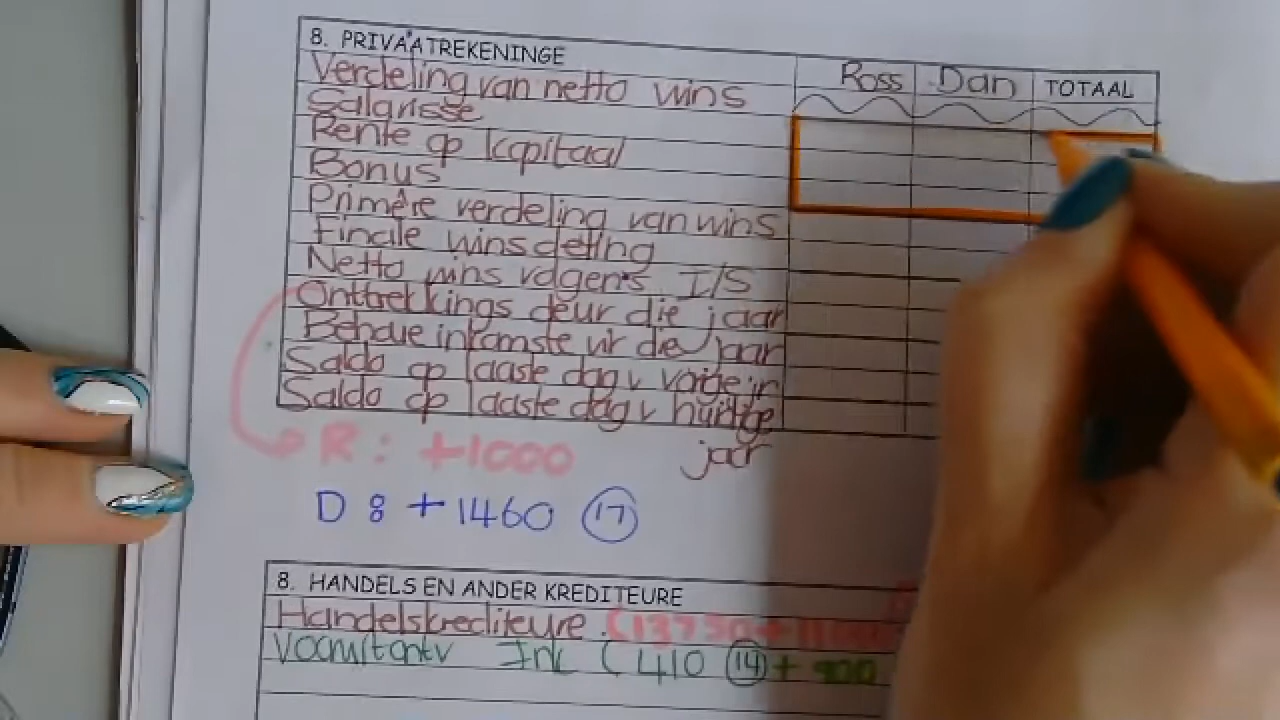 8. PRIVAATREKENINGE Ross Dan TOTAAL
Verdeling van netto wins
Salarisse
Rente op kapitaal
Bonus
Primêre verdeling van wins
Finale winsdeling
Netto wins volgens I/S
Onttrekkings deur die jaar
Behoue inkomste vir die jaar
Saldo op laaste dag v vorige jr
Saldo op laaste dag v huidige
jaar
R: +1000
D 8 + 1460 17
8. HANDELS EN ANDER KREDITEURE
Handelskrediteure (13750 +
Vooruitontv Ink (410 14 + 900